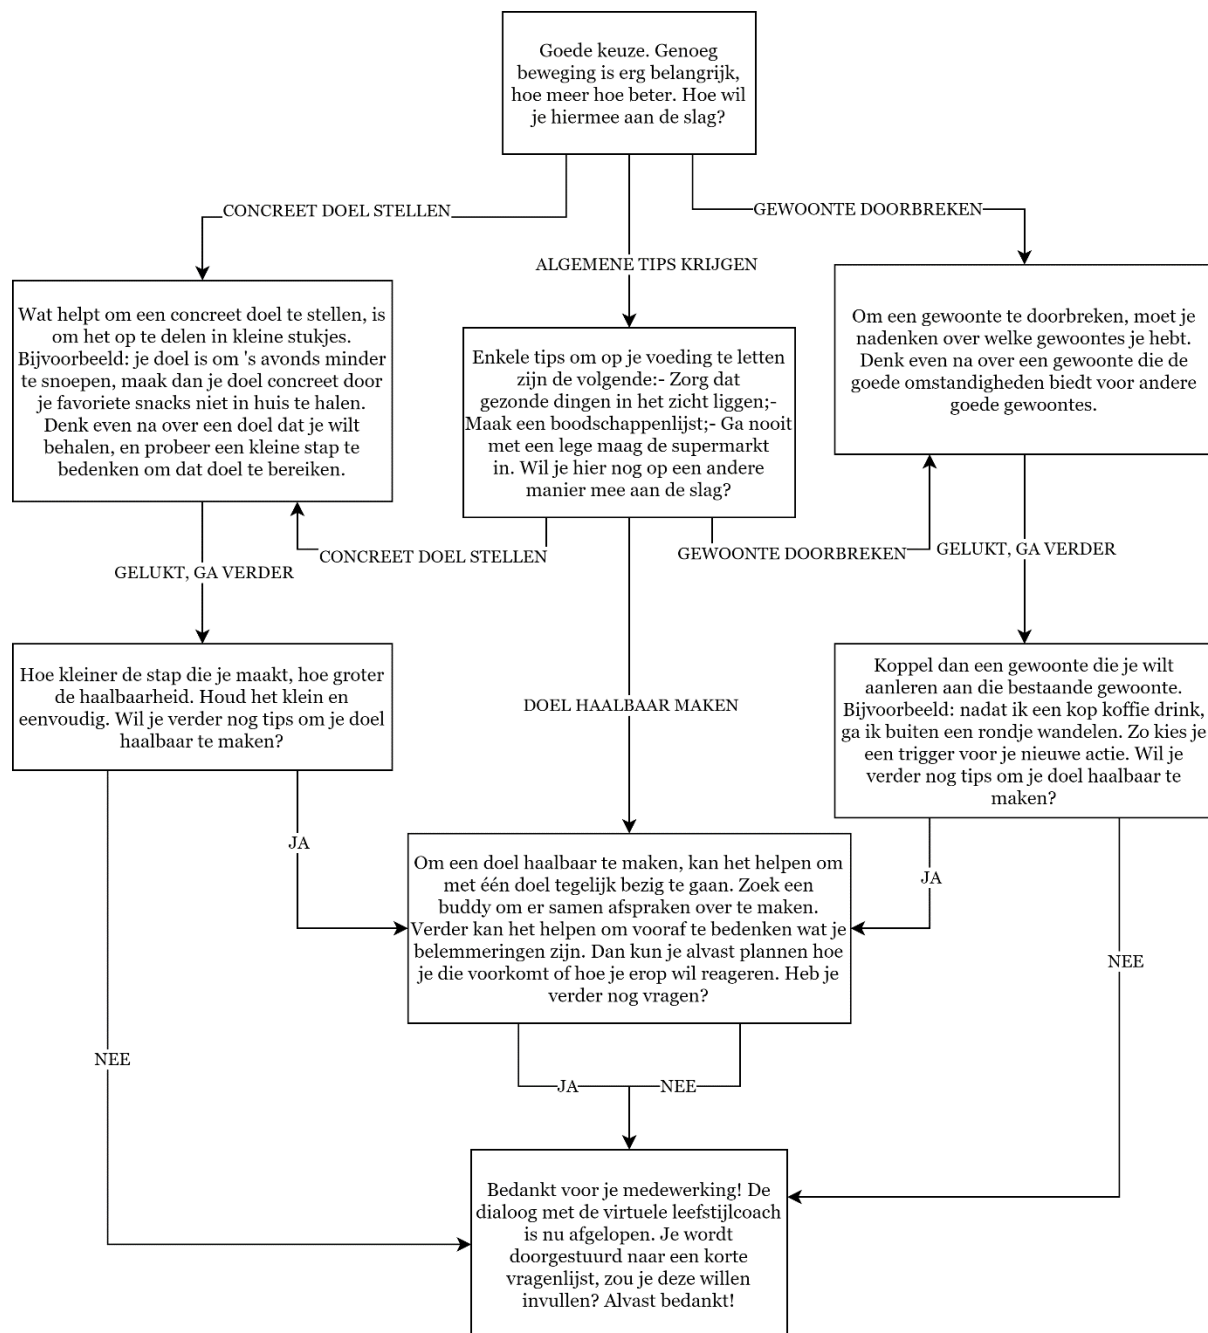 Goede keuze. Genoeg
beweging is erg belangrijk,
hoe meer hoe beter. Hoe wil
je hiermee aan de slag?
CONCREET DOEL STELLEN
GEWOONTE DOORBREKEN
ALGEMENE TIPS KRIJGEN
Wat helpt om een concreet doel te stellen, is
om het op te delen in kleine stukjes.
Bijvoorbeeld: je doel is om 's avonds minder
te snoepen, maak dan je doel concreet door
je favoriete snacks niet in huis te halen.
Denk even na over een doel dat je wilt
behalen, en probeer een kleine stap te
bedenken om dat doel te bereiken.
Enkele tips om op je voeding te letten
zijn de volgende:- Zorg dat
gezonde dingen in het zicht liggen;-
Maak een boodschappenlijst;- Ga nooit
met een lege maag de supermarkt
in. Wil je hier nog op een andere
manier mee aan de slag?
Om een gewoonte te doorbreken, moet je
nadenken over welke gewoontes je hebt.
Denk even na over een gewoonte die de
goede omstandigheden biedt voor andere
goede gewoontes.
CONCREET DOEL STELLEN
GEWOONTE DOORBREKEN
GELUKT, GA VERDER
GELUKT, GA VERDER
Hoe kleiner de stap die je maakt, hoe groter
de haalbaarheid. Houd het klein en
eenvoudig. Wil je verder nog tips om je doel
haalbaar te maken?
DOEL HAALBAAR MAKEN
Koppel dan een gewoonte die je wilt
aanleren aan die bestaande gewoonte.
Bijvoorbeeld: nadat ik een kop koffie drink,
ga ik buiten een rondje wandelen. Zo kies je
een trigger voor je nieuwe actie. Wil je
verder nog tips om je doel haalbaar te
maken?
JA
JA
Om een doel haalbaar te maken, kan het helpen om
met één doel tegelijk bezig te gaan. Zoek een
buddy om er samen afspraken over te maken.
Verder kan het helpen om vooraf te bedenken wat je
belemmeringen zijn. Dan kun je alvast plannen hoe
je die voorkomt of hoe je erop wil reageren. Heb je
verder nog vragen?
NEE
NEE
JA
NEE
Bedankt voor je medewerking! De
dialoog met de virtuele leefstijlcoach
is nu afgelopen. Je wordt
doorgestuurd naar een korte
vragenlijst, zou je deze willen
invullen? Alvast bedankt!